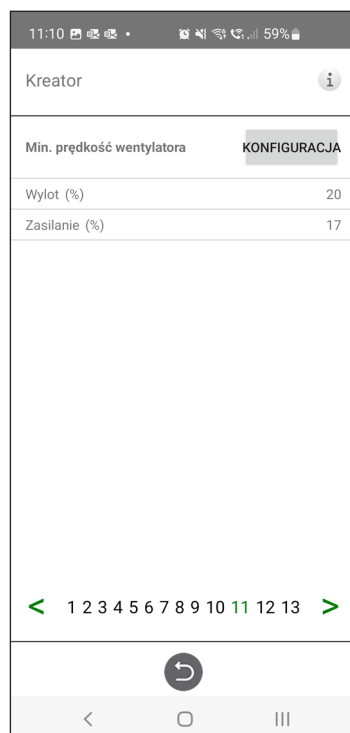 11:10 59%
Kreator i
Min. prędkość wentylatora KONFIGURACJA
Wylot (%) 20
Zasilanie (%) 17
< 1 2 3 4 5 6 7 8 9 10 11 12 13 >